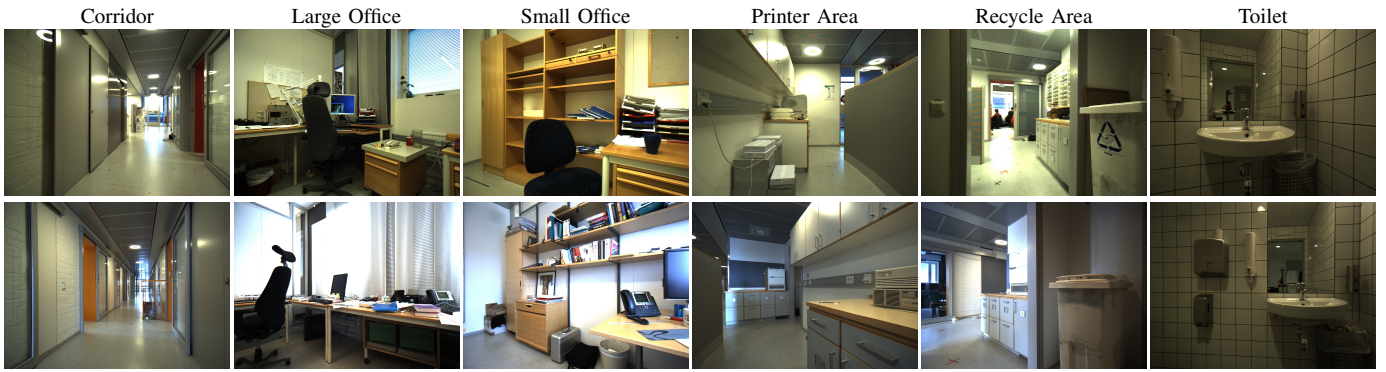 Corridor
Large Office
Small Office
Printer Area
Recycle Area
Toilet